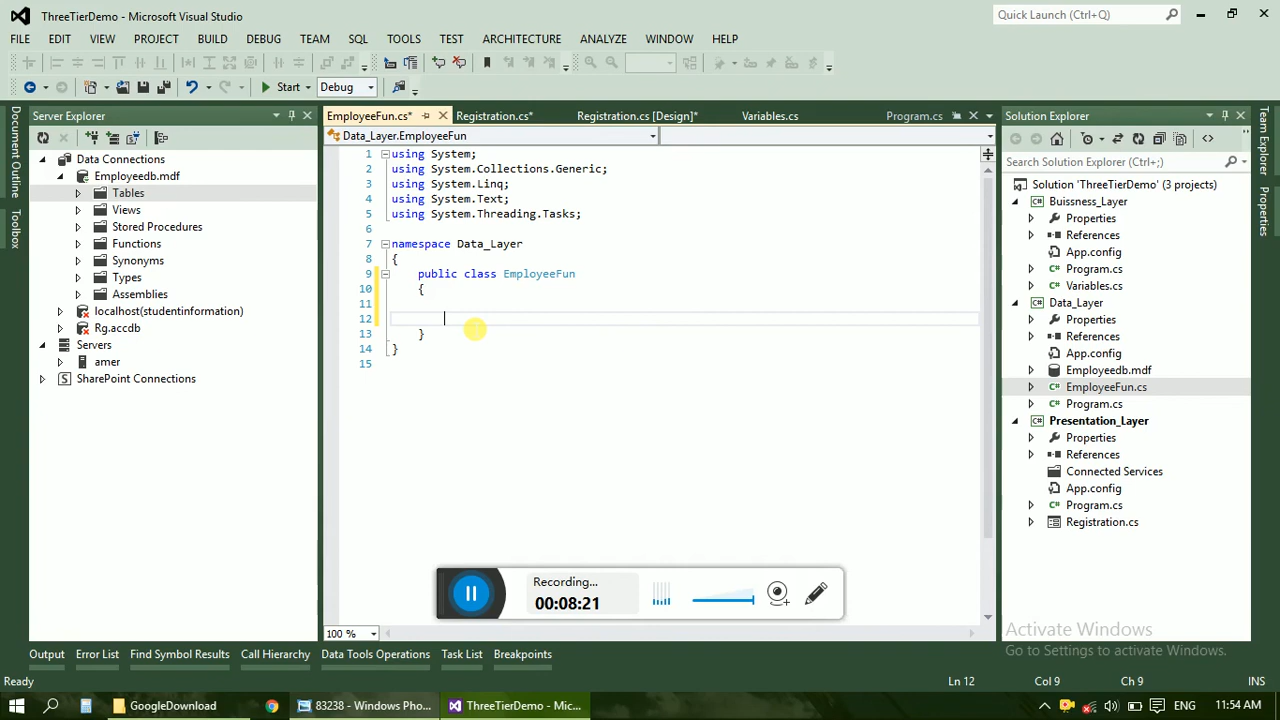 ThreeTierDemo - Microsoft Visual Studio
Quick Launch (Ctrl+Q)
FILE EDIT VIEW PROJECT BUILD DEBUG TEAM SQL TOOLS TEST ARCHITECTURE ANALYZE WINDOW HELP
Start Debug
Document Outline
Toolbox
Server Explorer
Data Connections
Employeedb.mdf
Tables
Views
Stored Procedures
Functions
Synonyms
Types
Assemblies
localhost(studentinformation)
Rg.accdb
Servers
amer
SharePoint Connections
EmployeeFun.cs* Registration.cs* Registration.cs [Design]* Variables.cs Program.cs
Data_Layer.EmployeeFun
1 using System;
2 using System.Collections.Generic;
3 using System.Linq;
4 using System.Text;
5 using System.Threading.Tasks;
6
7 namespace Data_Layer
8 {
9 public class EmployeeFun
10 {
11
12
13 }
14 }
15
100 %
Recording...
00:08:21
Solution Explorer
Search Solution Explorer (Ctrl+;)
Solution 'ThreeTierDemo' (3 projects)
Buissness_Layer
Properties
References
App.config
Program.cs
Variables.cs
Data_Layer
Properties
References
App.config
Employeedb.mdf
EmployeeFun.cs
Program.cs
Presentation_Layer
Properties
References
Connected Services
App.config
Program.cs
Registration.cs
Team Explorer
Properties
Activate Windows
Go to Settings to activate Windows.
Output Error List Find Symbol Results Call Hierarchy Data Tools Operations Task List Breakpoints
Ready Ln 12 Col 9 Ch 9 INS
GoogleDownload 83238 - Windows Pho... ThreeTierDemo - Mic... ENG 11:54 AM